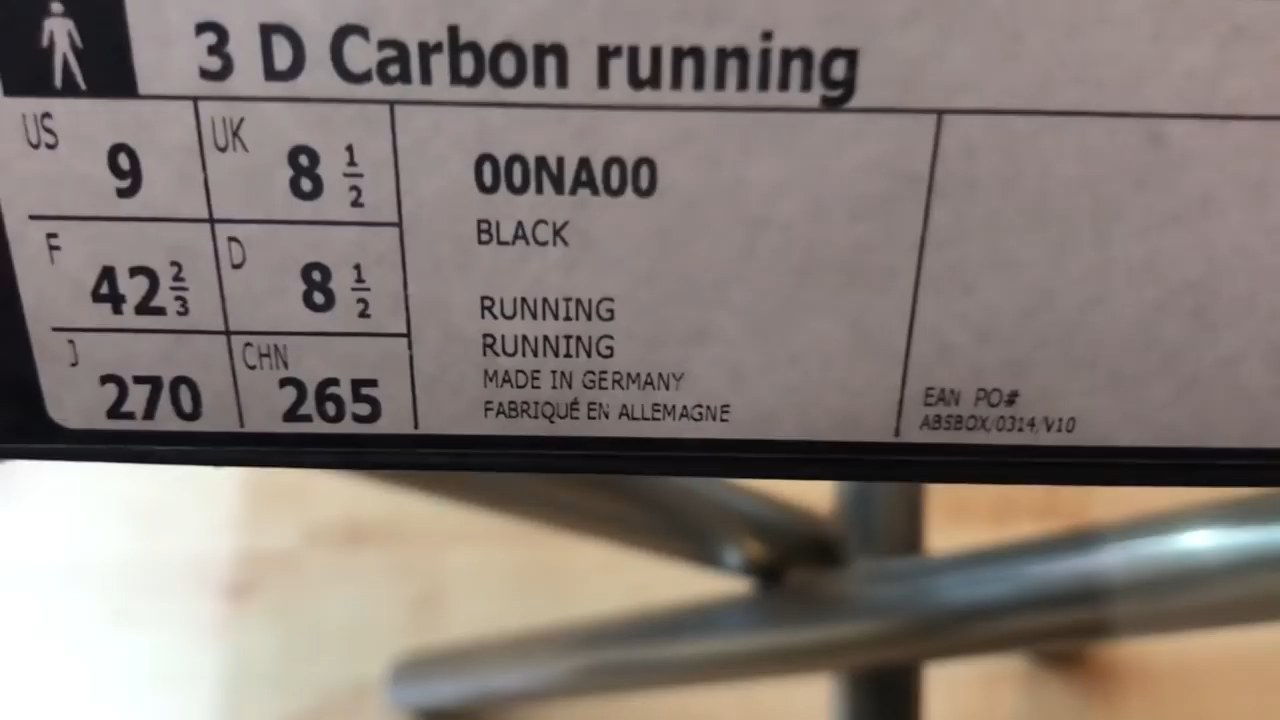 3 D Carbon running
US 9 UK 8 1/2
F 42 2/3 D 8 1/2
J 270 CHN 265
00NA00
BLACK
RUNNING
RUNNING
MADE IN GERMANY
FABRIQUÉ EN ALLEMAGNE
EAN PO#
ABSBOX/0314/V10